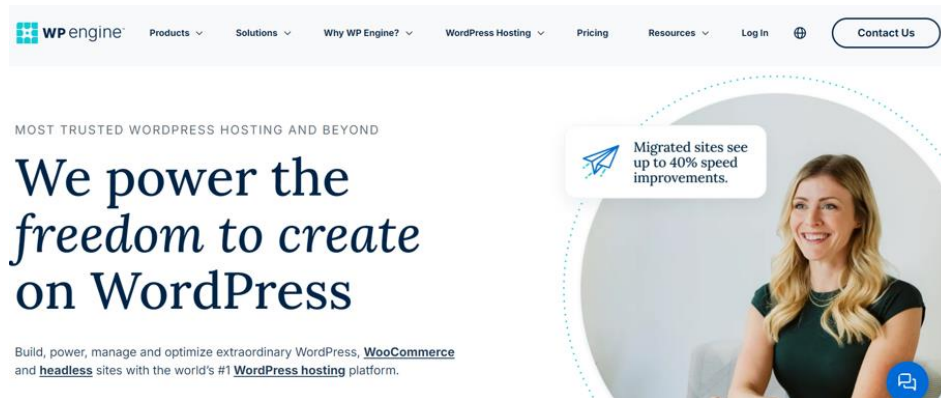 WP engine
Products
Solutions
Why WP Engine?
WordPress Hosting
Pricing
Resources
Log In
Contact Us
MOST TRUSTED WORDPRESS HOSTING AND BEYOND
We power the
freedom to create
on WordPress
Build, power, manage and optimize extraordinary WordPress, WooCommerce
and headless sites with the world's #1 WordPress hosting platform.
Migrated sites see
up to 40% speed
improvements.